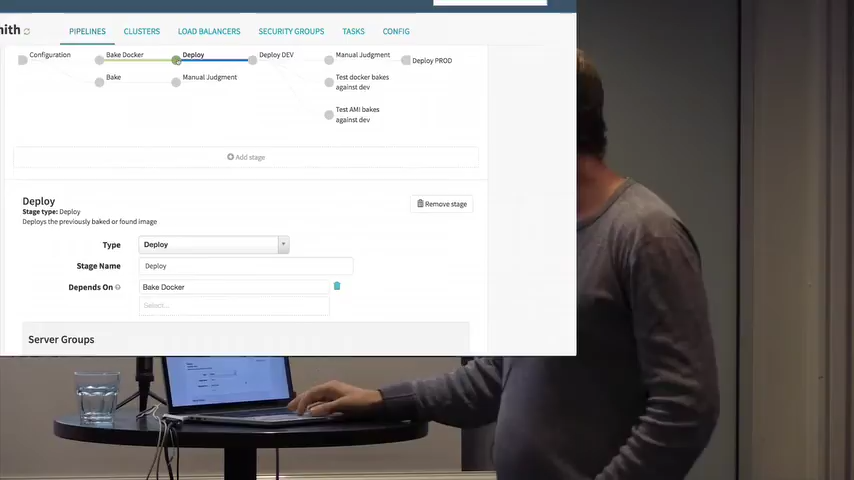 nith
PIPELINES CLUSTERS LOAD BALANCERS SECURITY GROUPS TASKS CONFIG
Configuration Bake Docker Deploy Deploy DEV Manual Judgment Deploy PROD
Bake Manual Judgment Test docker bakes against dev
Test AMI bakes against dev
Add stage
Deploy
Stage type: Deploy
Deploys the previously baked or found image
Remove stage
Type Deploy
Stage Name Deploy
Depends On Bake Docker
Select...
Server Groups